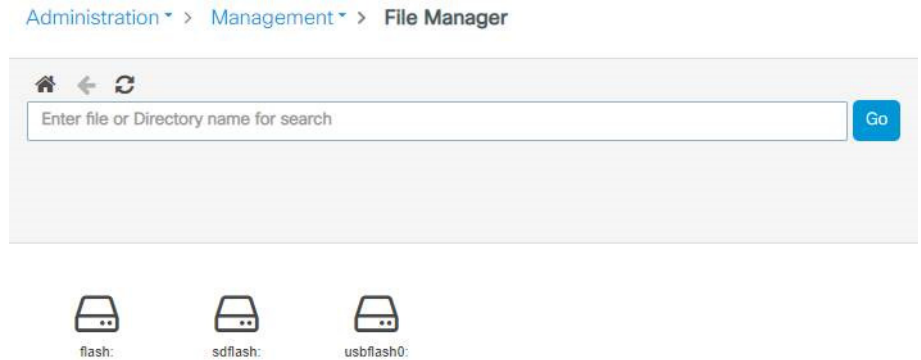 Administration > Management > File Manager
Enter file or Directory name for search
Go
flash: sdflash: usbflash0: